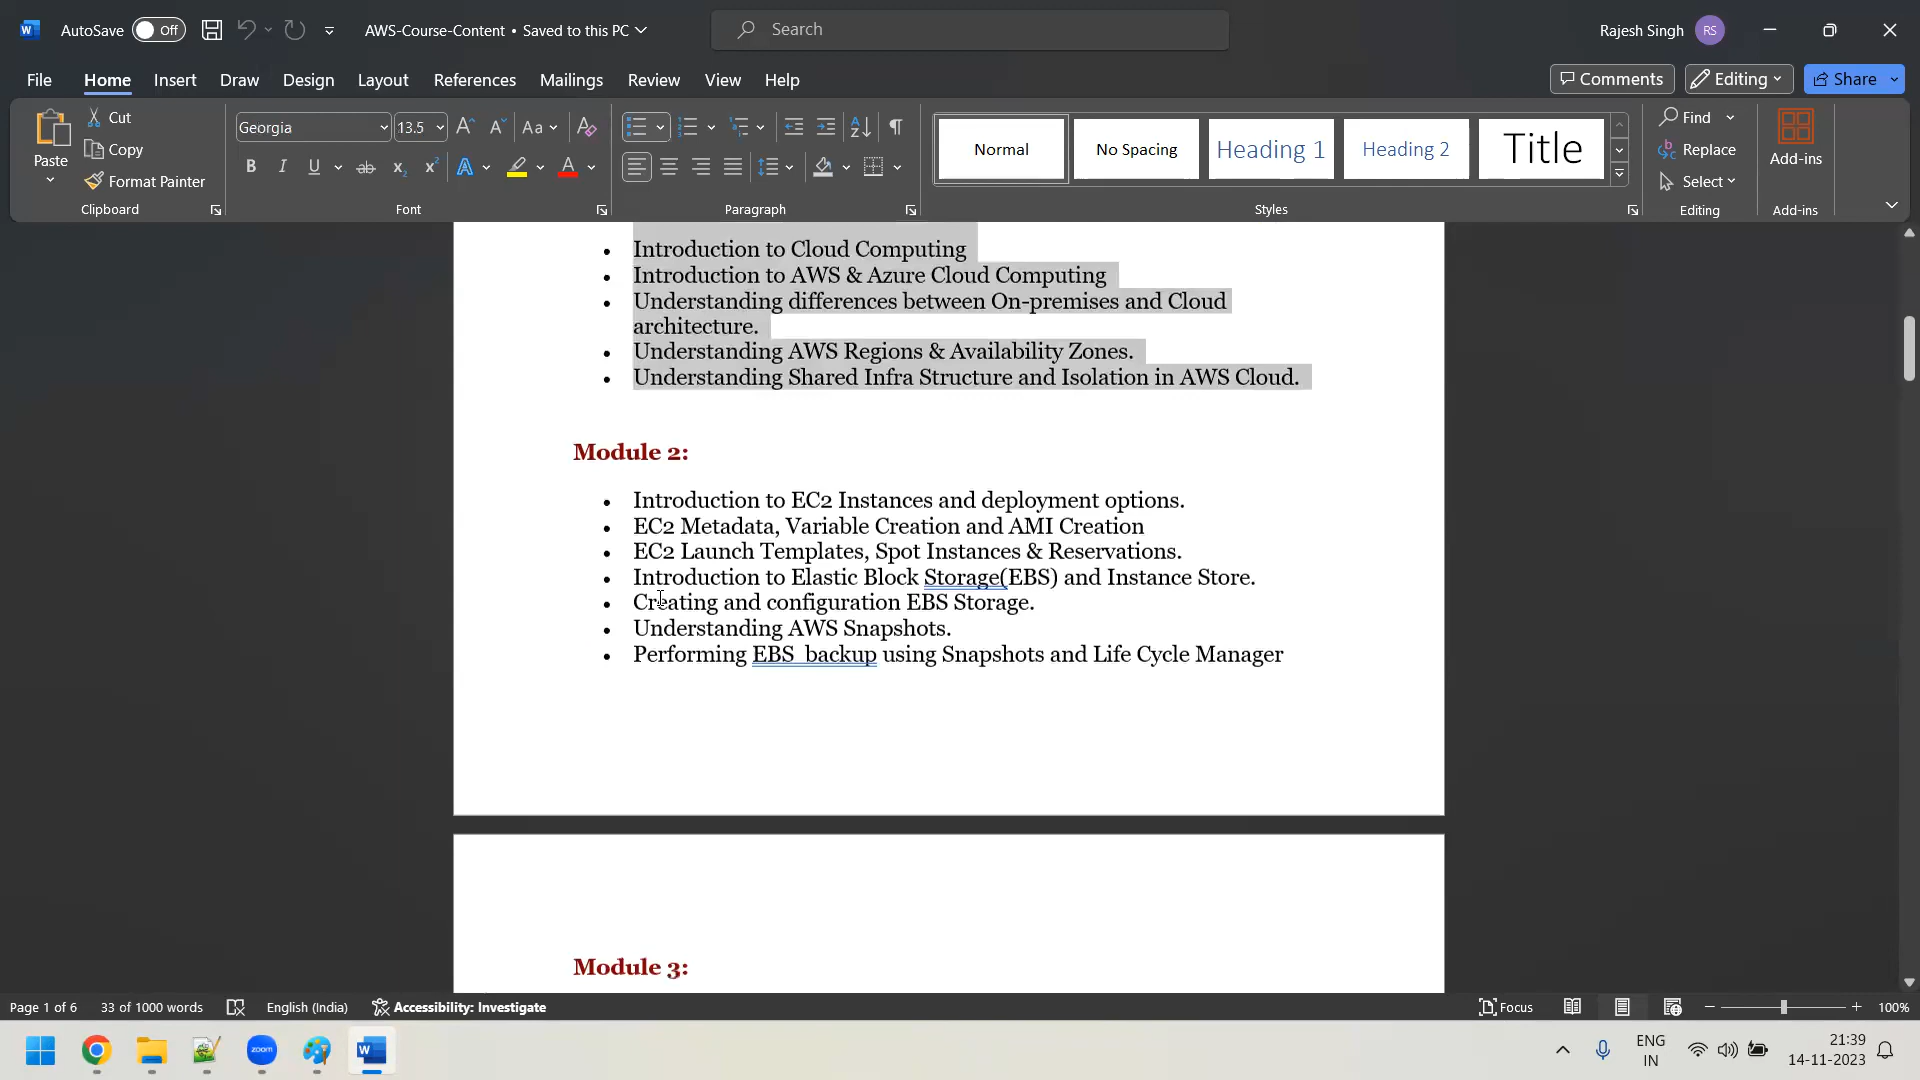 AutoSave Off AWS-Course-Content • Saved to this PC Search Rajesh Singh RS
File Home Insert Draw Design Layout References Mailings Review View Help Comments Editing Share
Paste Cut Copy Format Painter Clipboard
Georgia 13.5 Aa
B I U ab x₂ x² A A
Font
Paragraph
Normal No Spacing Heading 1 Heading 2 Title
Styles
Find Replace Select Editing
Add-ins Add-ins
• Introduction to Cloud Computing
• Introduction to AWS & Azure Cloud Computing
• Understanding differences between On-premises and Cloud
architecture.
• Understanding AWS Regions & Availability Zones.
• Understanding Shared Infra Structure and Isolation in AWS Cloud.
Module 2:
• Introduction to EC2 Instances and deployment options.
• EC2 Metadata, Variable Creation and AMI Creation
• EC2 Launch Templates, Spot Instances & Reservations.
• Introduction to Elastic Block Storage(EBS) and Instance Store.
• Creating and configuration EBS Storage.
• Understanding AWS Snapshots.
• Performing EBS  backup using Snapshots and Life Cycle Manager
Module 3:
Page 1 of 6 33 of 1000 words English (India) Accessibility: Investigate Focus 100%
zoom ENG IN 21:39 14-11-2023